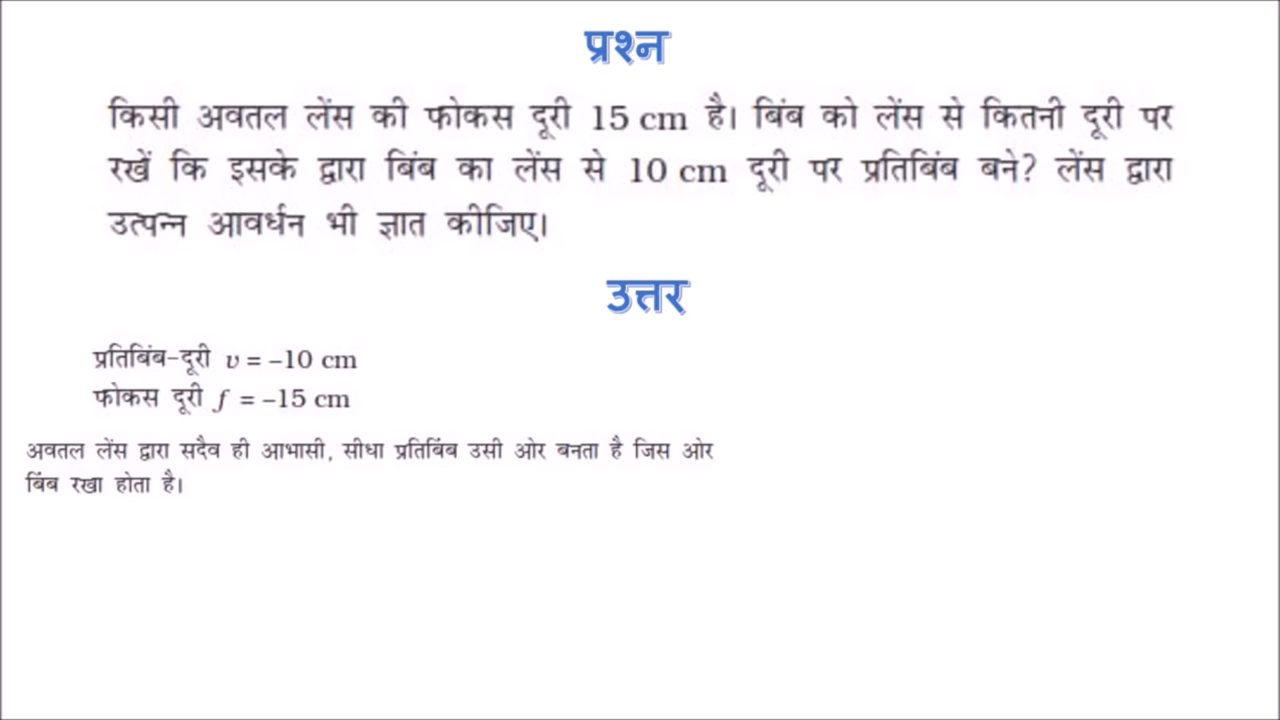 प्रश्न
किसी अवतल लेंस की फोकस दूरी 15 cm है। बिंब को लेंस से कितनी दूरी पर
रखें कि इसके द्वारा बिंब का लेंस से 10 cm दूरी पर प्रतिबिंब बने? लेंस द्वारा
उत्पन्न आवर्धन भी ज्ञात कीजिए।
उत्तर
प्रतिबिंब-दूरी v = –10 cm
फोकस दूरी f = –15 cm
अवतल लेंस द्वारा सदैव ही आभासी, सीधा प्रतिबिंब उसी ओर बनता है जिस ओर
बिंब रखा होता है।